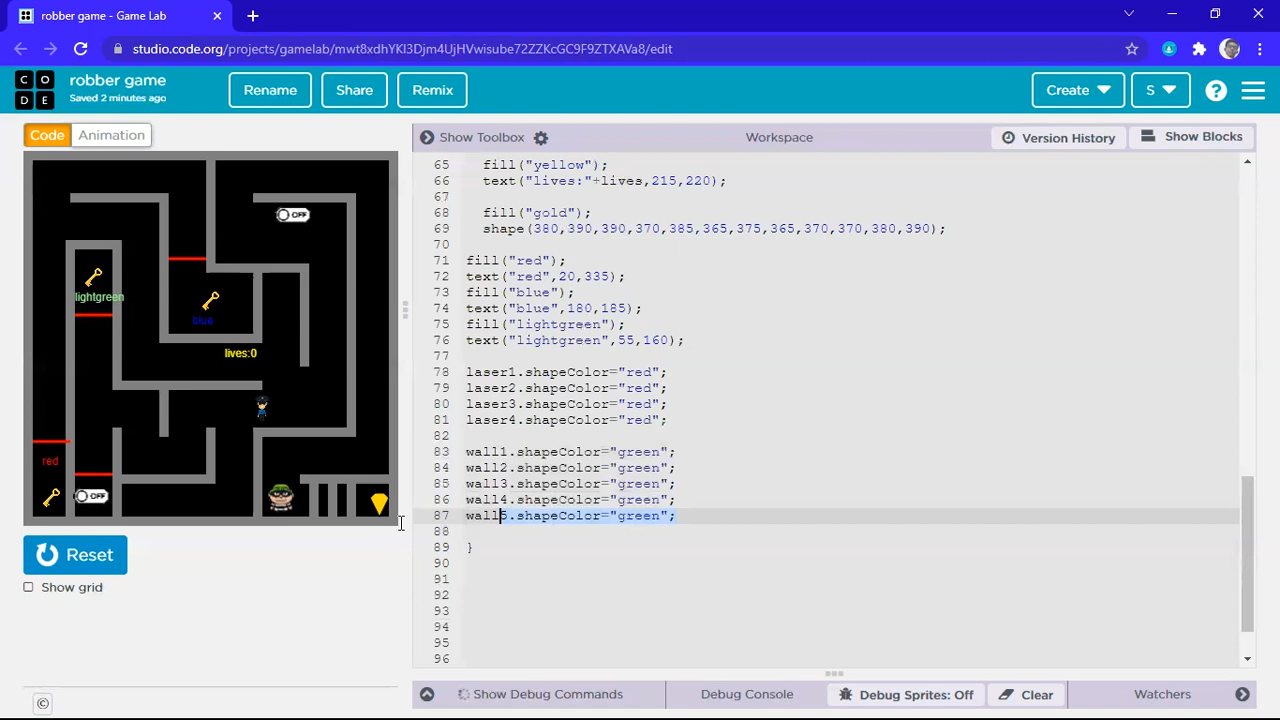 robber game - Game Lab
studio.code.org/projects/gamelab/mwt8xdhYKl3Djm4UjHVwisube72ZZKcGC9F9ZTXAVa8/edit
C O D E
robber game
Saved 2 minutes ago
Rename Share Remix
Create S ?
Code Animation
Show Toolbox Workspace Version History Show Blocks
65 fill("yellow");
66 text("lives:"+lives,215,220);
67
68 fill("gold");
69 shape(380,390,390,370,385,365,375,365,370,370,380,390);
70
71 fill("red");
72 text("red",20,335);
73 fill("blue");
74 text("blue",180,185);
75 fill("lightgreen");
76 text("lightgreen",55,160);
77
78 laser1.shapeColor="red";
79 laser2.shapeColor="red";
80 laser3.shapeColor="red";
81 laser4.shapeColor="red";
82
83 wall1.shapeColor="green";
84 wall2.shapeColor="green";
85 wall3.shapeColor="green";
86 wall4.shapeColor="green";
87 wall5.shapeColor="green";
88
89 }
90
91
92
93
94
95
96
OFF
lightgreen
blue
lives:0
red
OFF
Reset
Show grid
©
Show Debug Commands Debug Console Debug Sprites: Off Clear Watchers